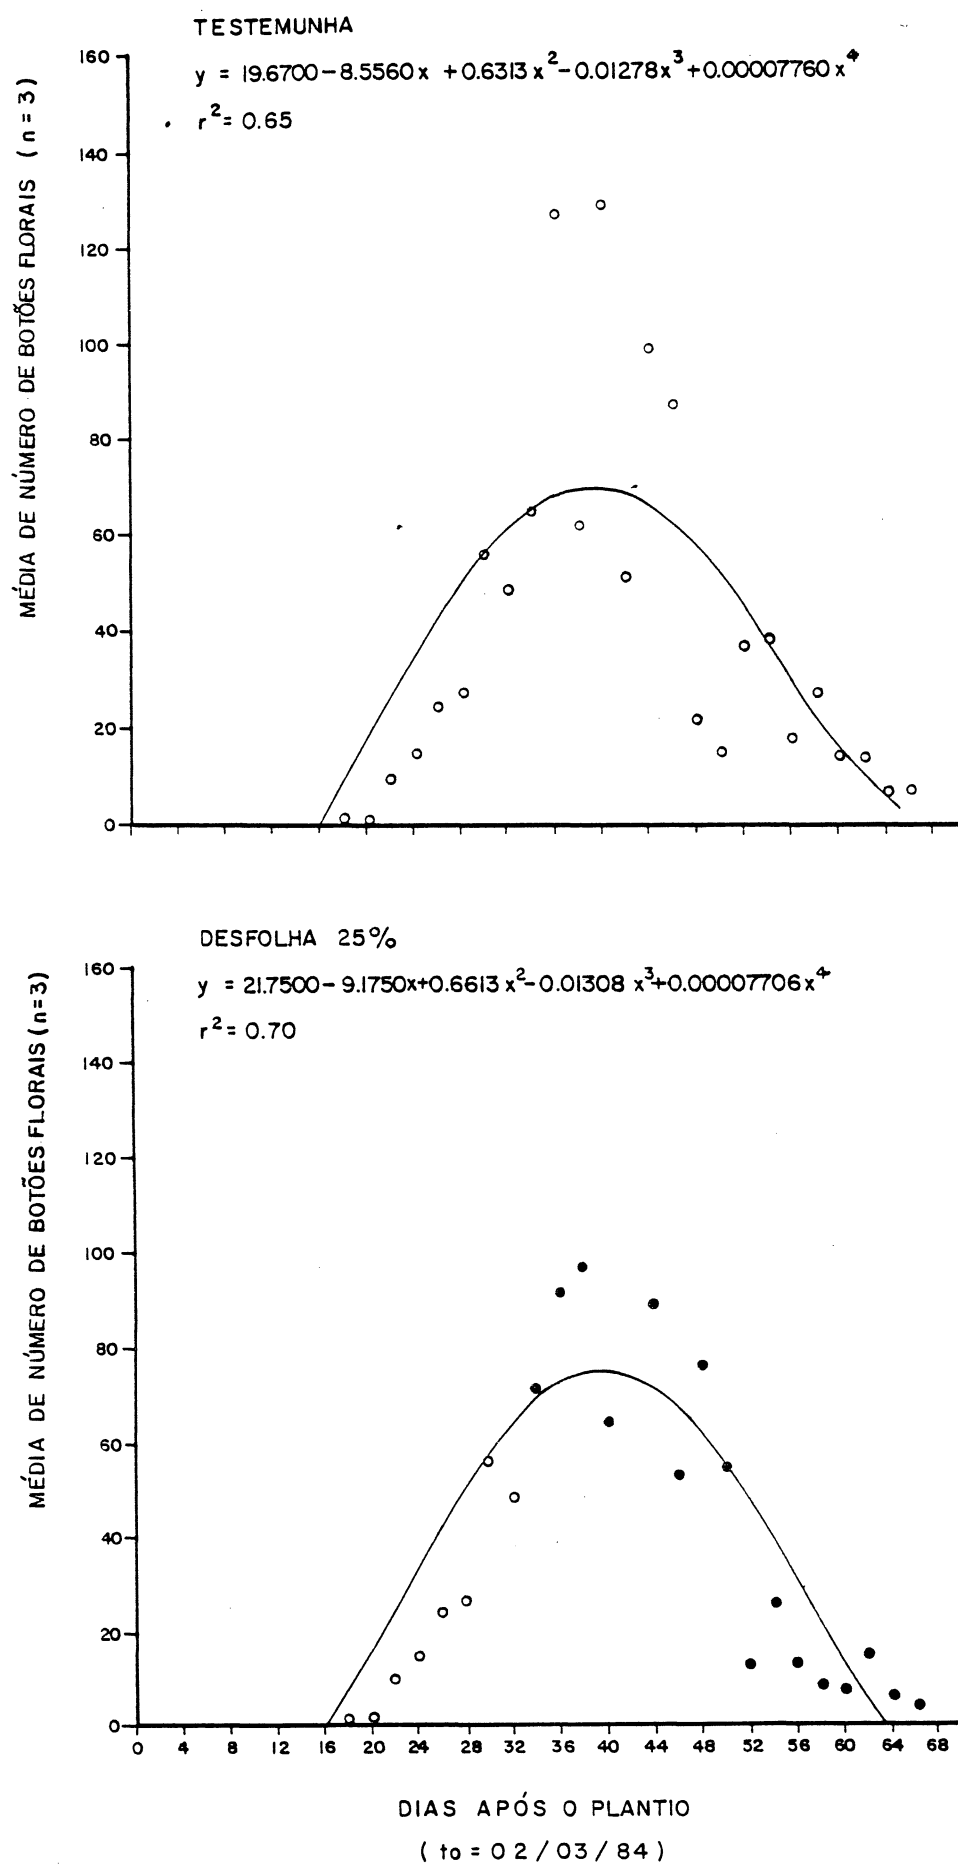 TESTEMUNHA
y = 19.6700-8.5560x +0.6313x²-0.01278x³+0.00007760x⁴
r²= 0.65
MÉDIA DE NÚMERO DE BOTÕES FLORAIS (n = 3)
160
140
120
100
80
60
40
20
0
DESFOLHA 25%
y = 21.7500-9.1750x+0.6613x²-0.01308x³+0.00007706x⁴
r²= 0.70
MÉDIA DE NÚMERO DE BOTÕES FLORAIS (n=3)
160
140
120
100
80
60
40
20
0
0 4 8 12 16 20 24 28 32 36 40 44 48 52 56 60 64 68
DIAS APÓS O PLANTIO
( to = 02/03/84 )